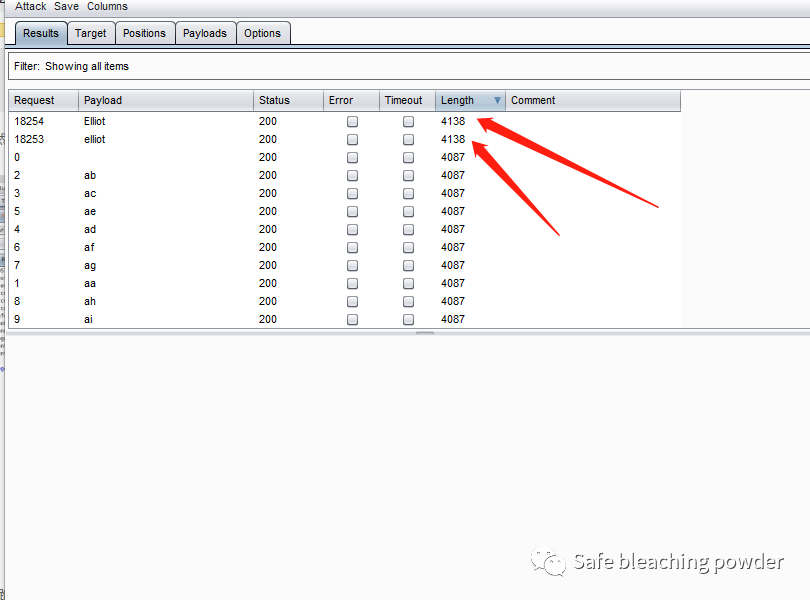 Attack Save Columns
Results Target Positions Payloads Options
Filter: Showing all items
Request Payload Status Error Timeout Length Comment
18254 Elliot 200 4138
18253 elliot 200 4138
0 200 4087
2 ab 200 4087
3 ac 200 4087
5 ae 200 4087
4 ad 200 4087
6 af 200 4087
7 ag 200 4087
1 aa 200 4087
8 ah 200 4087
9 ai 200 4087
Safe bleaching powder